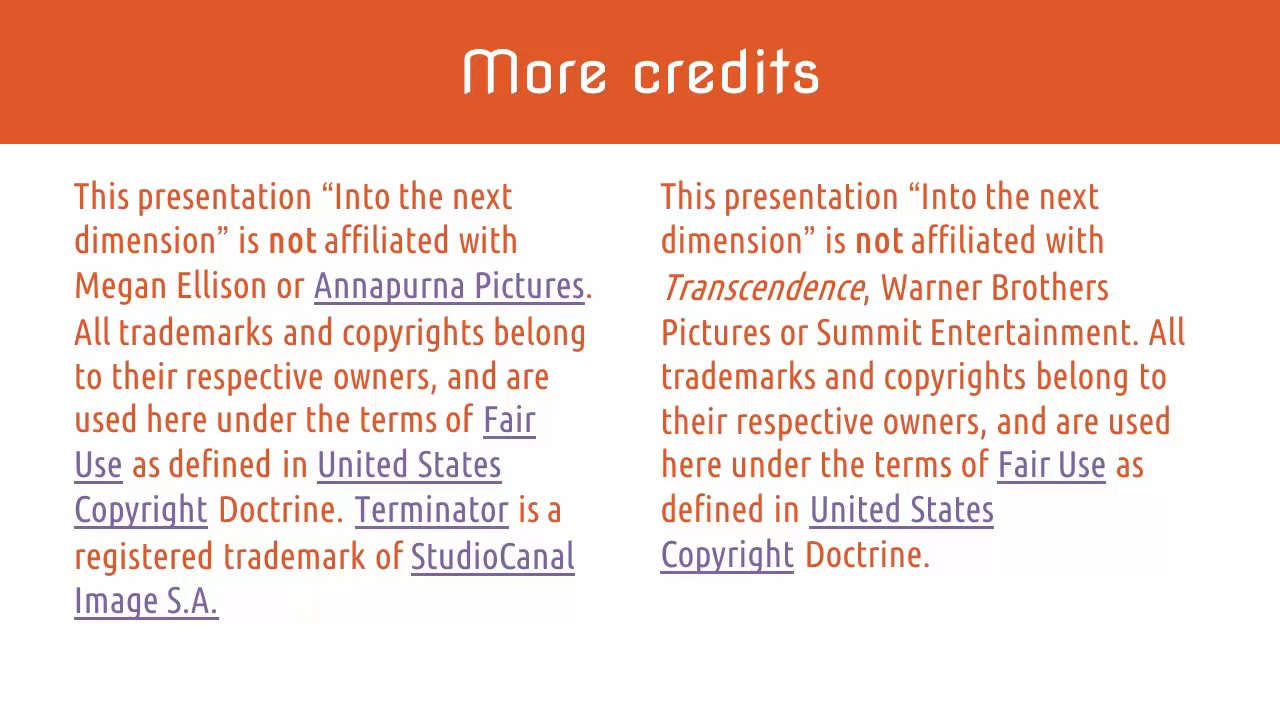 More credits
This presentation “Into the next
dimension” is not affiliated with
Megan Ellison or Annapurna Pictures.
All trademarks and copyrights belong
to their respective owners, and are
used here under the terms of Fair
Use as defined in United States
Copyright Doctrine. Terminator is a
registered trademark of StudioCanal
Image S.A.
This presentation “Into the next
dimension” is not affiliated with
Transcendence, Warner Brothers
Pictures or Summit Entertainment. All
trademarks and copyrights belong to
their respective owners, and are used
here under the terms of Fair Use as
defined in United States
Copyright Doctrine.